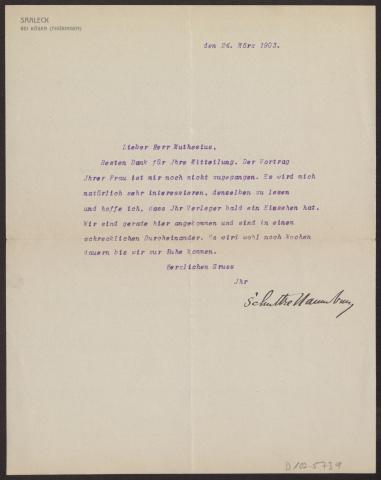 SAALECK
BEI KÖSEN (THÜRINGEN)
den 24. März 1903.
Lieber Herr Muthesius,
Besten Dank für Ihre Mitteilung. Der Vortrag
Ihrer Frau ist mir noch nicht zugegangen. Es wird mich
natürlich sehr interessieren, denselben zu lesen
und hoffe ich, dass Ihr Verleger bald ein Einsehen hat.
Wir sind gerade hier angekommen und sind in einem
schrecklichen Durcheinander. Es wird wohl noch Wochen
dauern bis wir zur Ruhe kommen.
Herzlichen Gruss
Ihr
Schultze Naumburg
D 102-5739